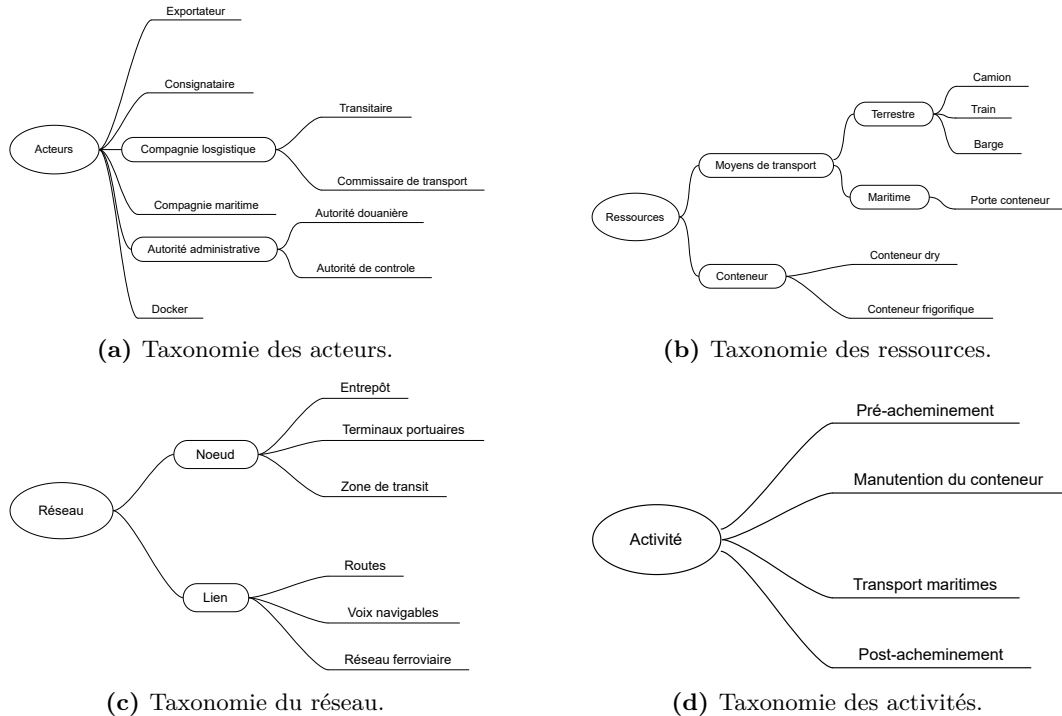 Exportateur
Consignataire
Acteurs
Compagnie losgistique
Transitaire
Commissaire de transport
Compagnie maritime
Autorité administrative
Autorité douanière
Autorité de controle
Docker
(a) Taxonomie des acteurs.
Ressources
Moyens de transport
Terrestre
Camion
Train
Barge
Maritime
Porte conteneur
Conteneur
Conteneur dry
Conteneur frigorifique
(b) Taxonomie des ressources.
Réseau
Noeud
Entrepôt
Terminaux portuaires
Zone de transit
Lien
Routes
Voix navigables
Réseau ferroviaire
(c) Taxonomie du réseau.
Activité
Pré-acheminement
Manutention du conteneur
Transport maritimes
Post-acheminement
(d) Taxonomie des activités.